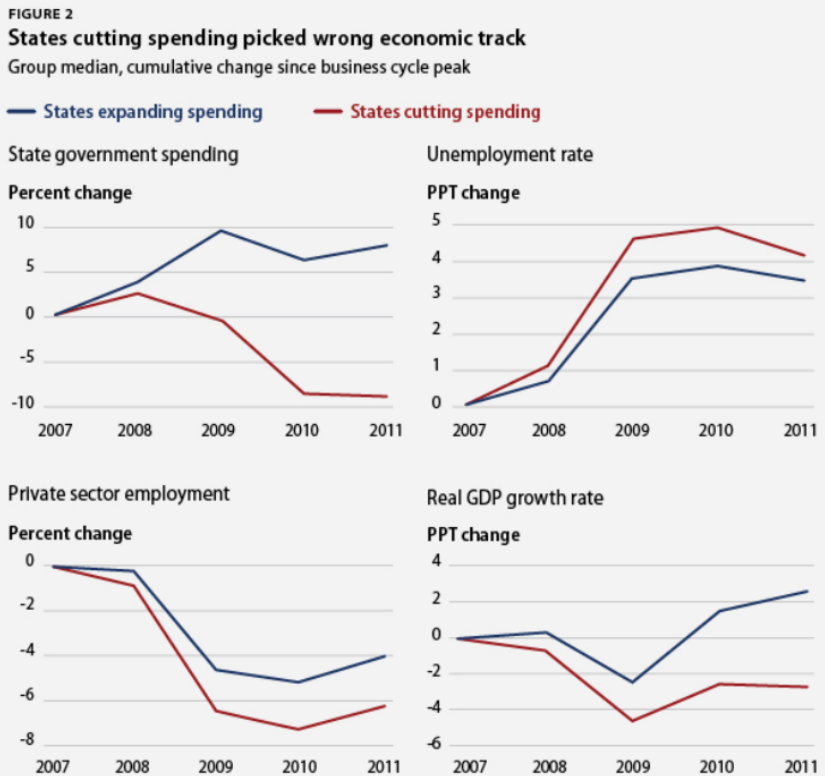 FIGURE 2
States cutting spending picked wrong economic track
Group median, cumulative change since business cycle peak
States expanding spending
States cutting spending
State government spending
Percent change
10
5
0
-5
-10
2007 2008 2009 2010 2011
Unemployment rate
PPT change
5
4
3
2
1
0
2007 2008 2009 2010 2011
Private sector employment
Percent change
0
-2
-4
-6
-8
2007 2008 2009 2010 2011
Real GDP growth rate
PPT change
4
2
0
-2
-4
-6
2007 2008 2009 2010 2011